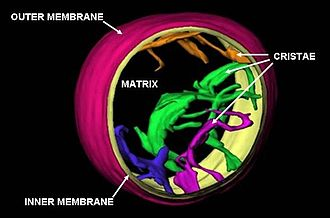 OUTER MEMBRANE
CRISTAE
MATRIX
INNER MEMBRANE